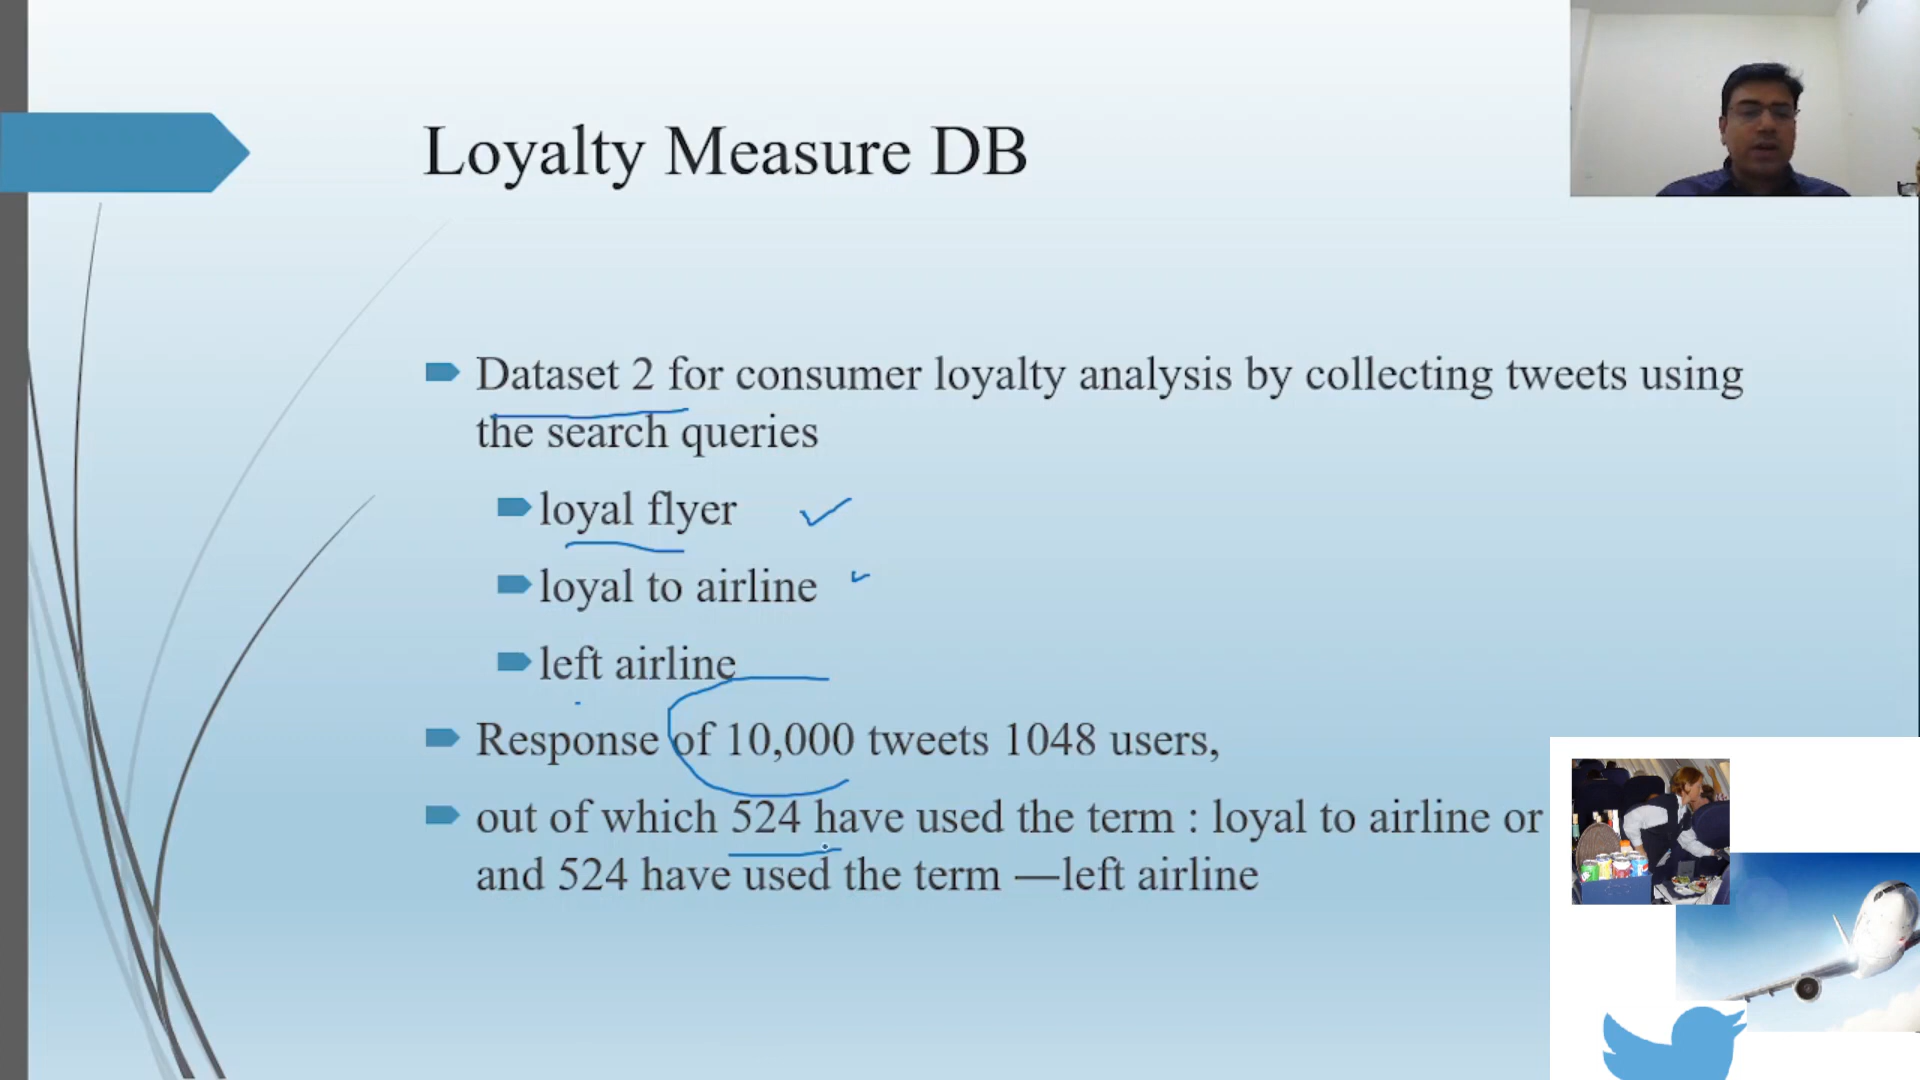 Loyalty Measure DB
Dataset 2 for consumer loyalty analysis by collecting tweets using
the search queries
loyal flyer
loyal to airline
left airline
Response of 10,000 tweets 1048 users,
out of which 524 have used the term : loyal to airline or
and 524 have used the term —left airline